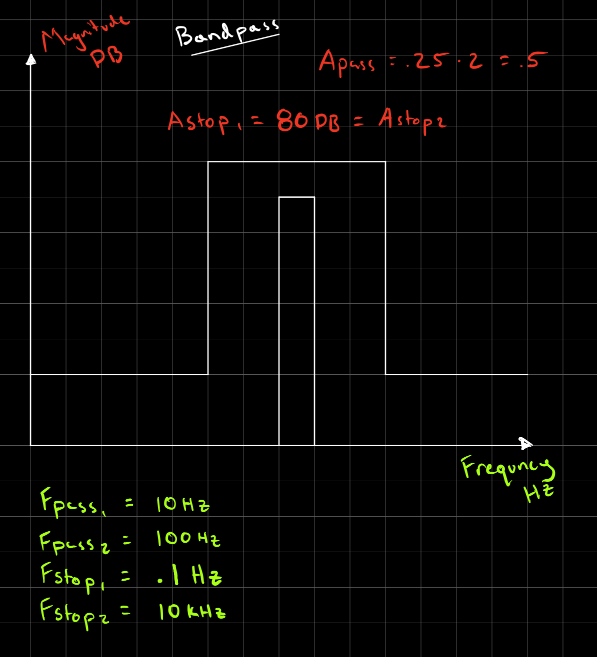 Magnitude
DB
Bandpass
Apass = .25 · 2 = .5
Astop1 = 80 DB = Astop2
Frequncy
Hz
Fpass1 = 10 Hz
Fpass2 = 100 Hz
Fstop1 = .1 Hz
Fstop2 = 10 kHz